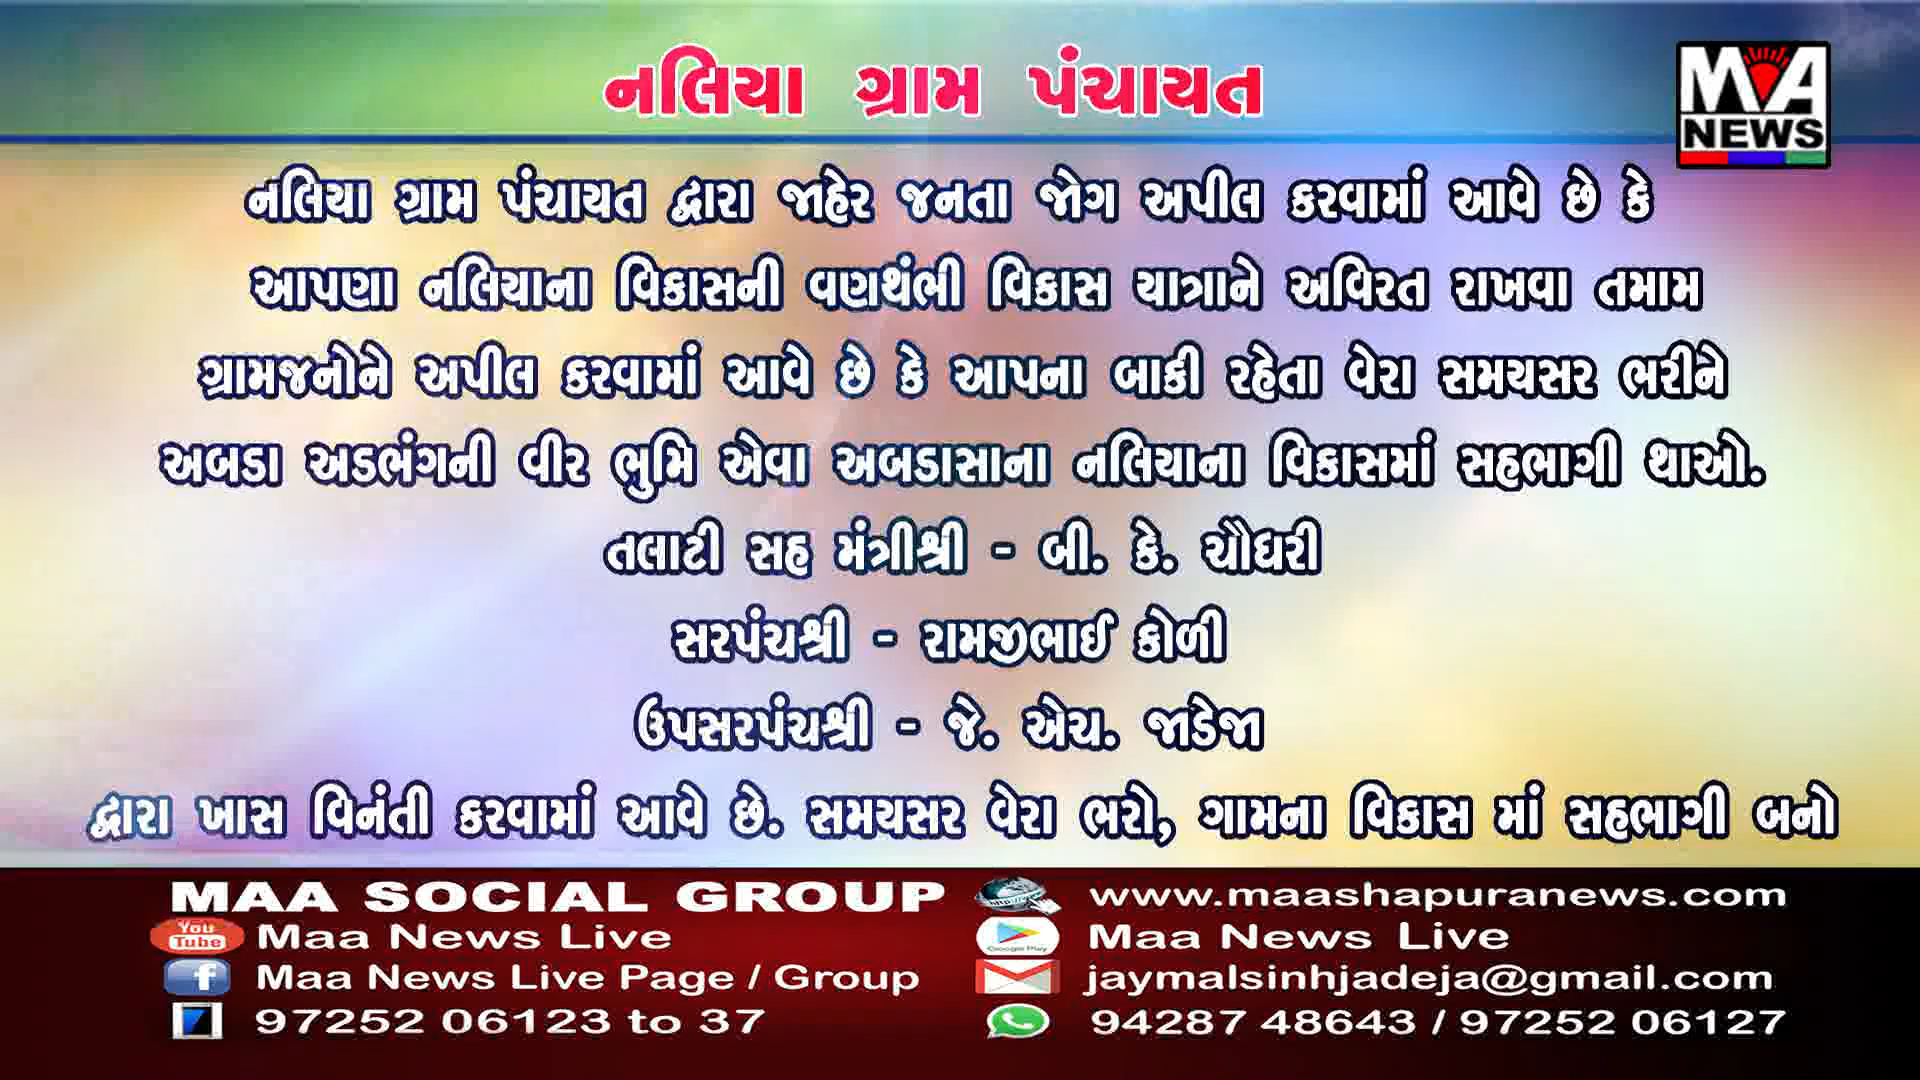 નલિયા ગ્રામ પંચાયત
MAA NEWS
નલિયા ગ્રામ પંચાયત દ્વારા જાહેર જનતા જોગ અપીલ કરવામાં આવે છે કે
આપણા નલિયાના વિકાસની વણથંભી વિકાસ યાત્રાને અવિરત રાખવા તમામ
ગ્રામજનોને અપીલ કરવામાં આવે છે કે આપના બાકી રહેતા વેરા સમયસર ભરીને
અબડા અડભંગની વીર ભુમિ એવા અબડાસાના નલિયાના વિકાસમાં સહભાગી થાઓ.
તલાટી સહ મંત્રીશ્રી - બી. કે. ચૌધરી
સરપંચશ્રી - રામજીભાઈ કોળી
ઉપસરપંચશ્રી - જે. એચ. જાડેજા
દ્વારા ખાસ વિનંતી કરવામાં આવે છે. સમયસર વેરા ભરો, ગામના વિકાસ માં સહભાગી બનો
MAA SOCIAL GROUP
You Tube Maa News Live
f Maa News Live Page / Group
97252 06123 to 37
http:// www.maashapuranews.com
Google Play Maa News Live
jaymalsinhjadeja@gmail.com
94287 48643 / 97252 06127